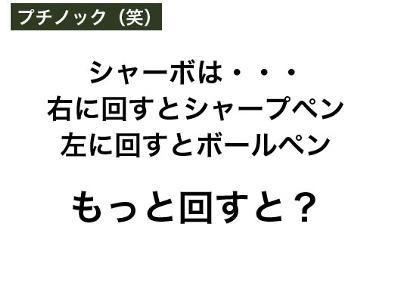 プチノック（笑）
シャーボは・・・
右に回すとシャープペン
左に回すとボールペン
もっと回すと？